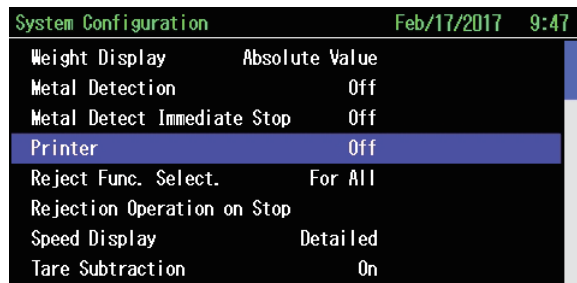 System Configuration Feb/17/2017 9:47
Weight Display Absolute Value
Metal Detection Off
Metal Detect Immediate Stop Off
Printer Off
Reject Func. Select. For All
Rejection Operation on Stop
Speed Display Detailed
Tare Subtraction On